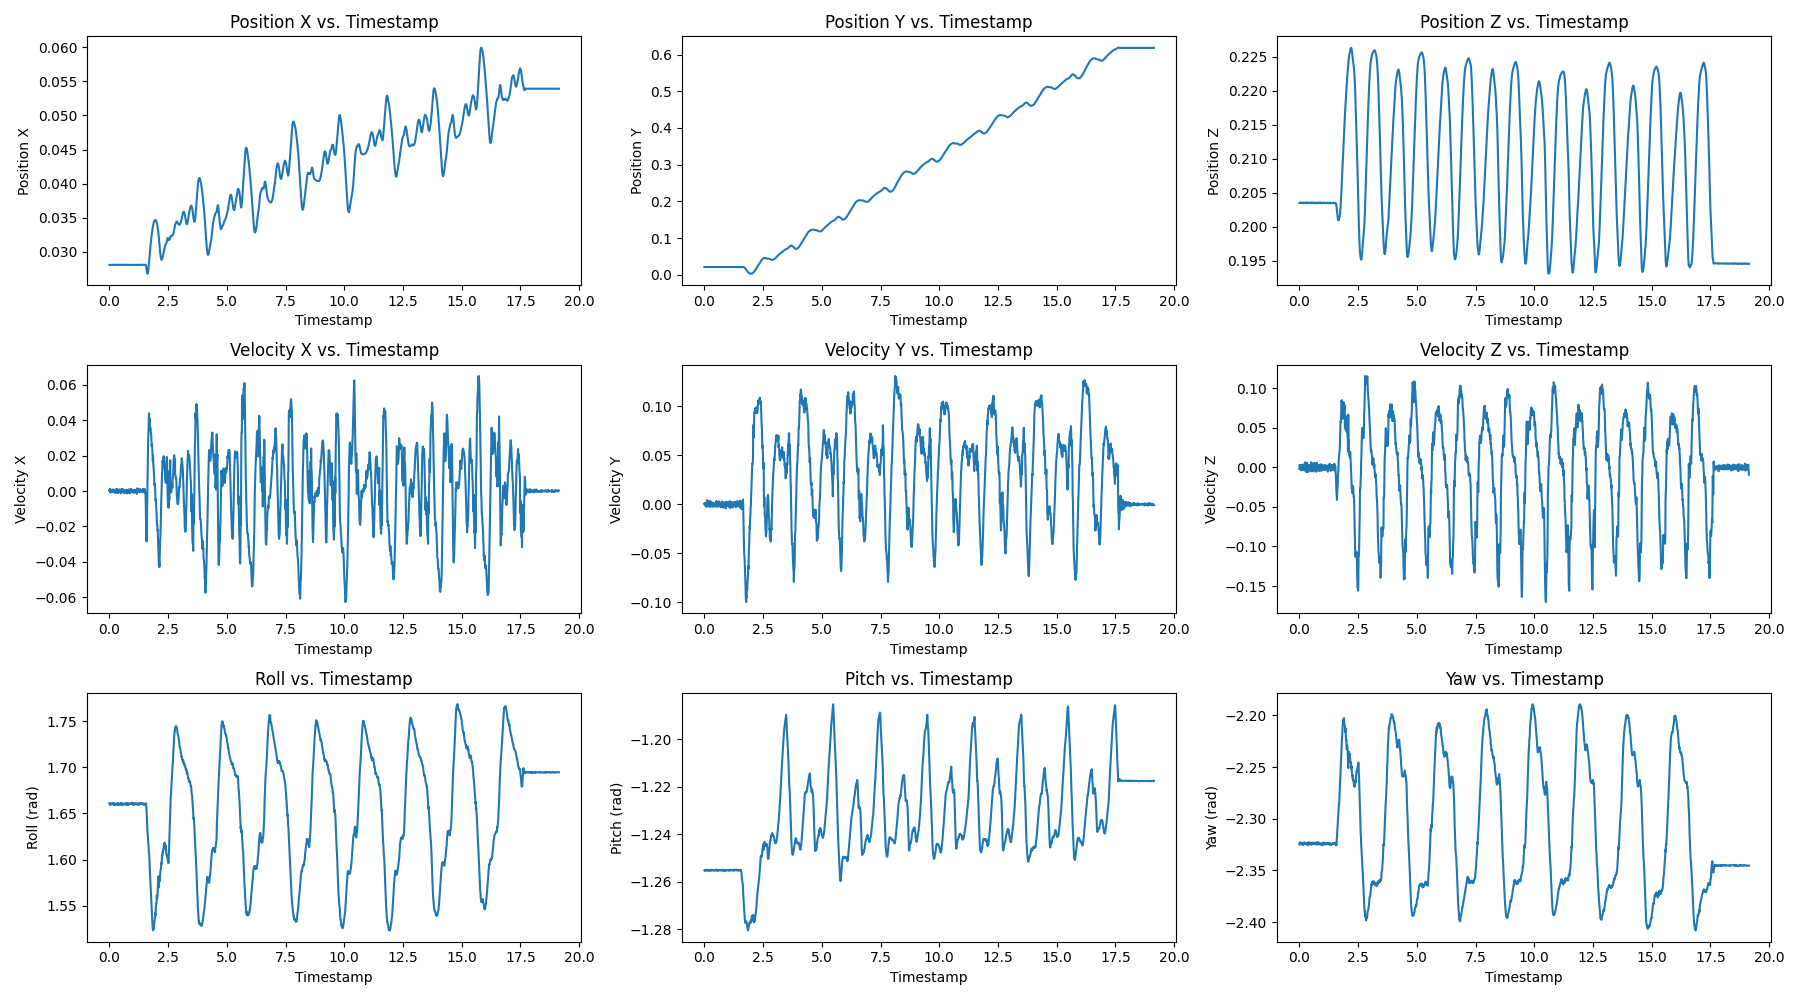 Position X vs. Timestamp
Position X
0.060
0.055
0.050
0.045
0.040
0.035
0.030
0.0 2.5 5.0 7.5 10.0 12.5 15.0 17.5 20.0
Timestamp
Position Y vs. Timestamp
Position Y
0.6
0.5
0.4
0.3
0.2
0.1
0.0
0.0 2.5 5.0 7.5 10.0 12.5 15.0 17.5 20.0
Timestamp
Position Z vs. Timestamp
Position Z
0.225
0.220
0.215
0.210
0.205
0.200
0.195
0.0 2.5 5.0 7.5 10.0 12.5 15.0 17.5 20.0
Timestamp
Velocity X vs. Timestamp
Velocity X
0.06
0.04
0.02
0.00
−0.02
−0.04
−0.06
0.0 2.5 5.0 7.5 10.0 12.5 15.0 17.5 20.0
Timestamp
Velocity Y vs. Timestamp
Velocity Y
0.10
0.05
0.00
−0.05
−0.10
0.0 2.5 5.0 7.5 10.0 12.5 15.0 17.5 20.0
Timestamp
Velocity Z vs. Timestamp
Velocity Z
0.10
0.05
0.00
−0.05
−0.10
−0.15
0.0 2.5 5.0 7.5 10.0 12.5 15.0 17.5 20.0
Timestamp
Roll vs. Timestamp
Roll (rad)
1.75
1.70
1.65
1.60
1.55
0.0 2.5 5.0 7.5 10.0 12.5 15.0 17.5 20.0
Timestamp
Pitch vs. Timestamp
Pitch (rad)
−1.20
−1.22
−1.24
−1.26
−1.28
0.0 2.5 5.0 7.5 10.0 12.5 15.0 17.5 20.0
Timestamp
Yaw vs. Timestamp
Yaw (rad)
−2.20
−2.25
−2.30
−2.35
−2.40
0.0 2.5 5.0 7.5 10.0 12.5 15.0 17.5 20.0
Timestamp